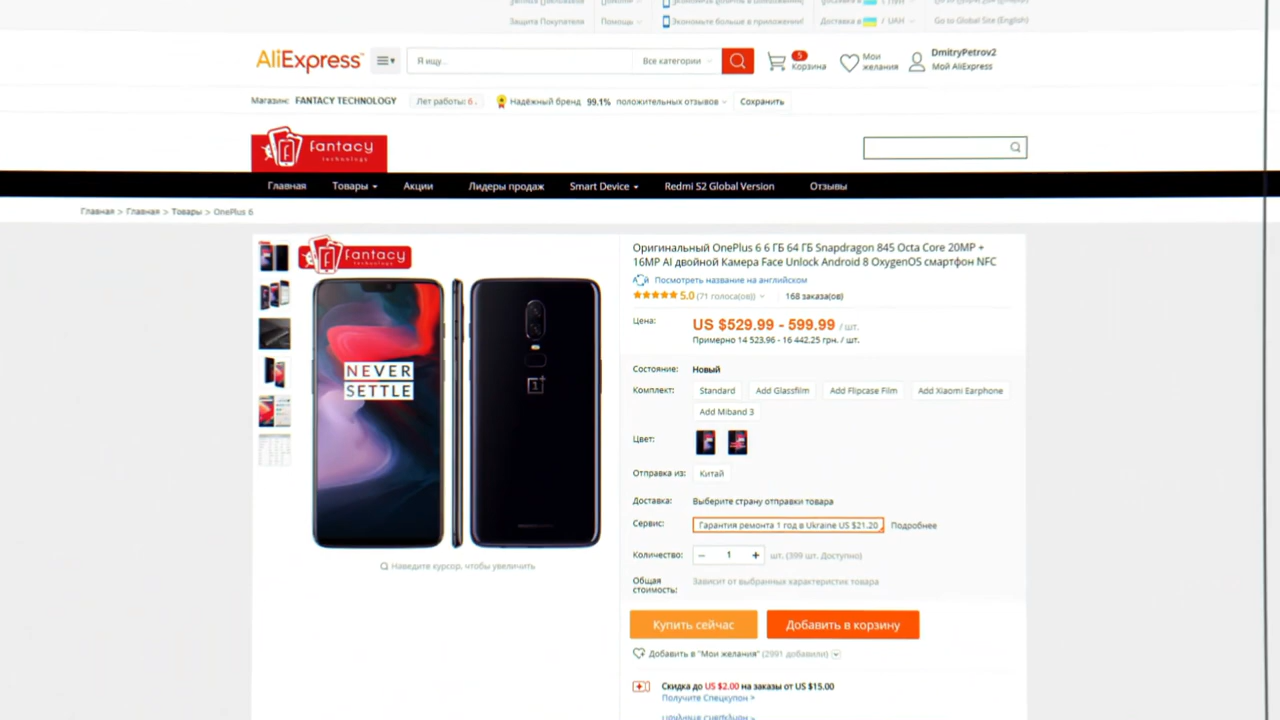 Защита Покупателя
Помощь
Экономьте больше в приложении!
Доставка в / UAH
Go to Global Site (English)
AliExpress
Я ищу...
Все категории
5
Корзина
Мои желания
DmitryPetrov2
Мой AliExpress
Магазин: FANTACY TECHNOLOGY
Лет работы: 6
Надёжный бренд 99.1% положительных отзывов
Сохранить
fantacy
technology
Главная Товары Акции Лидеры продаж Smart Device Redmi S2 Global Version Отзывы
Главная > Главная > Товары > OnePlus 6
fantacy
technology
NEVER
SETTLE
1+
Наведите курсор, чтобы увеличить
Оригинальный OnePlus 6 6 ГБ 64 ГБ Snapdragon 845 Octa Core 20MP +
16MP AI двойной Камера Face Unlock Android 8 OxygenOS смартфон NFC
Посмотреть название на английском
5.0 (71 голоса(ов)) 168 заказа(ов)
Цена: US $529.99 - 599.99 / шт.
Примерно 14 523.96 - 16 442.25 грн. / шт.
Состояние: Новый
Комплект: Standard Add Glassfilm Add Flipcase Film Add Xiaomi Earphone
Add Miband 3
Цвет:
Отправка из: Китай
Доставка: Выберите страну отправки товара
Сервис: Гарантия ремонта 1 год в Ukraine US $21.20 Подробнее
Количество: − 1 + шт. (399 шт. Доступно)
Общая стоимость: Зависит от выбранных характеристик товара
Купить сейчас
Добавить в корзину
Добавить в "Мои желания" (2991 добавили)
Скидка до US $2.00 на заказы от US $15.00
Получите Спецкупон >